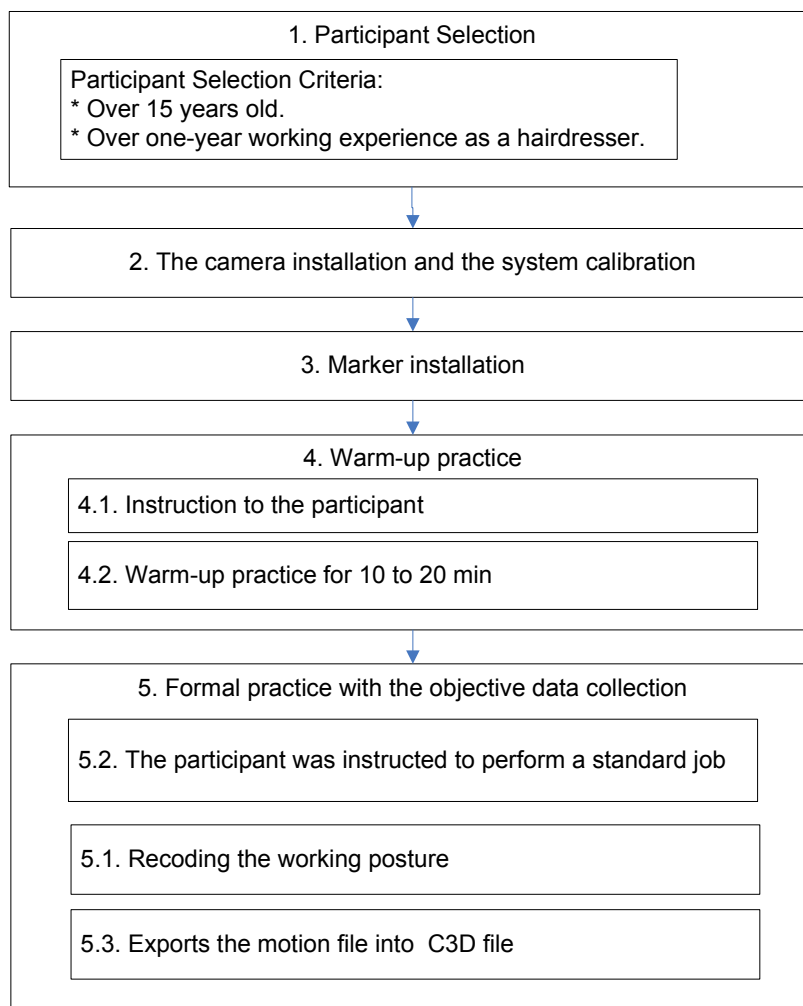 1. Participant Selection
Participant Selection Criteria:
* Over 15 years old.
* Over one-year working experience as a hairdresser.
2. The camera installation and the system calibration
3. Marker installation
4. Warm-up practice
4.1. Instruction to the participant
4.2. Warm-up practice for 10 to 20 min
5. Formal practice with the objective data collection
5.2. The participant was instructed to perform a standard job
5.1. Recoding the working posture
5.3. Exports the motion file into C3D file